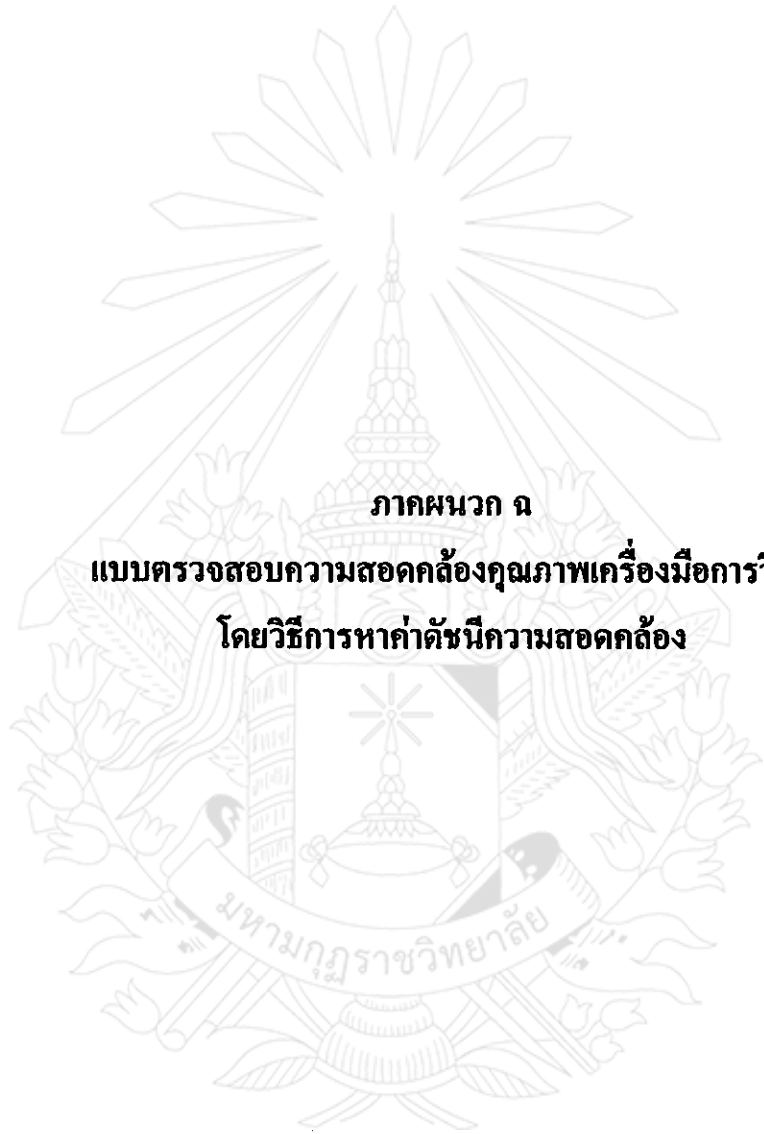 ภาคผนวก ฉ
แบบตรวจสอบความสอดคล้องคุณภาพเครื่องมือการวิ
โดยวิธีการหาค่าดัชนีความสอดคล้อง
มหามกุฏราชวิทยาลัย